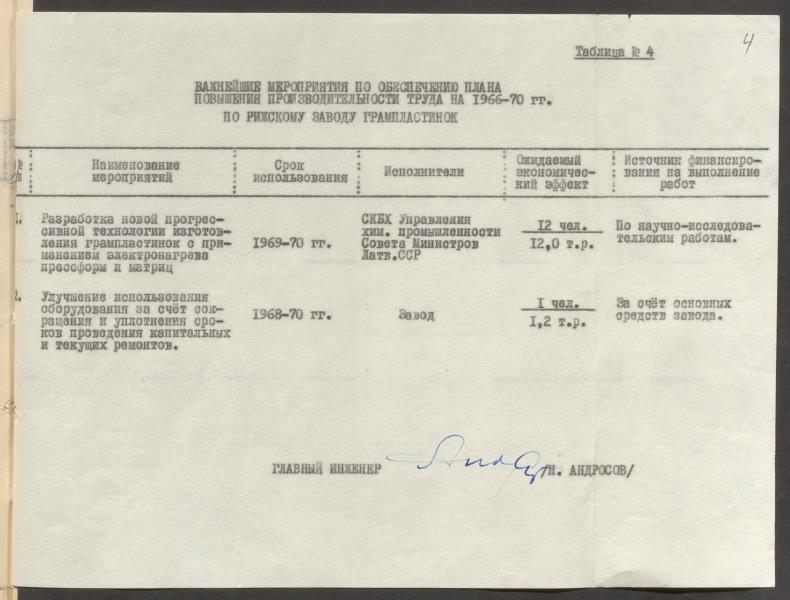 4
Таблица № 4
ВАЖНЕЙШИЕ МЕРОПРИЯТИЯ ПО ОБЕСПЕЧЕНИЮ ПЛАНА
ПОВЫШЕНИЯ ПРОИЗВОДИТЕЛЬНОСТИ ТРУДА НА 1966-70 гг.
ПО РИЖСКОМУ ЗАВОДУ ГРАМПЛАСТИНОК
Наименование
мероприятий
Срок
использования
Исполнители
Ожидаемый
экономичес-
кий эффект
Источник финансиро-
вания на выполнение
работ
1.
Разработка новой прогрес-
сивной технологии изготов-
ления грампластинок с при-
менением электронагрева
прессформ и матриц
1969-70 гг.
СКБХ Управления
хим. промышленности
Совета Министров
Латв.ССР
12 чел.
12,0 т.р.
По научно-исследова-
тельским работам.
2.
Улучшение использования
оборудования за счёт сок-
ращения и уплотнения сро-
ков проведения капитальных
и текущих ремонтов.
1968-70 гг.
Завод
1 чел.
1,2 т.р.
За счёт основных
средств завода.
ГЛАВНЫЙ ИНЖЕНЕР
/Н. АНДРОСОВ/